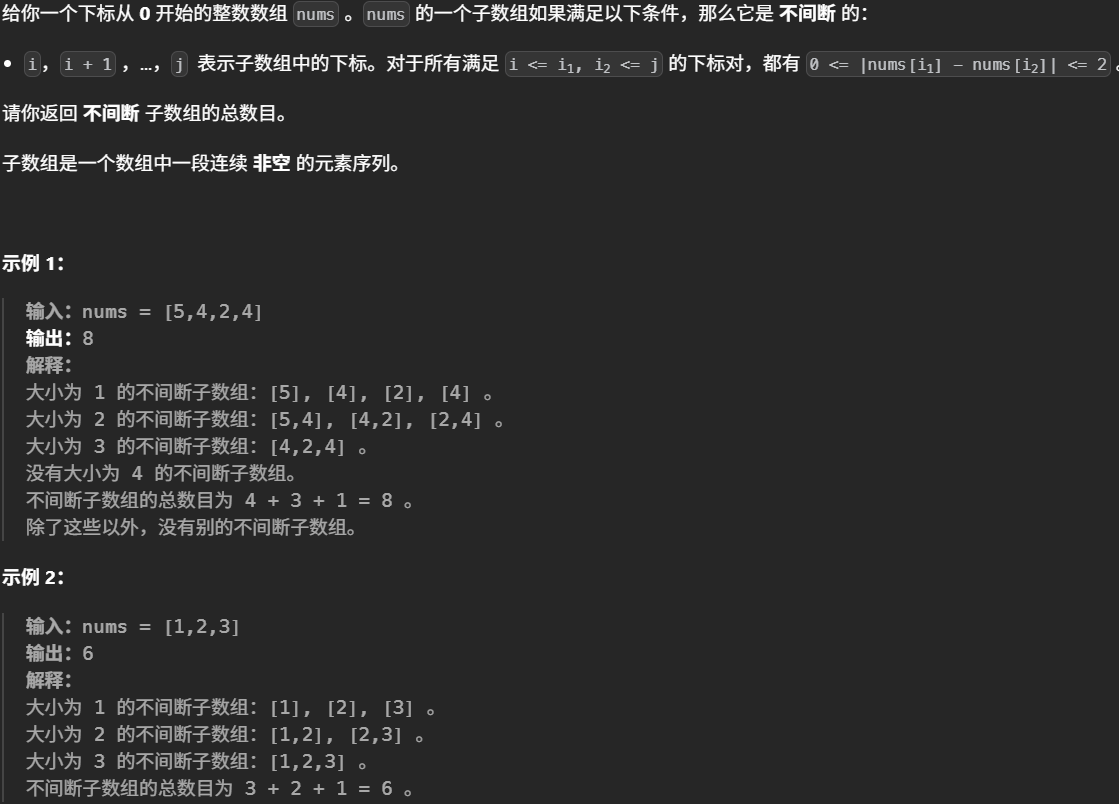 给你一个下标从 0 开始的整数数组 nums 。nums 的一个子数组如果满足以下条件，那么它是 不间断 的：
• i，i + 1 ，...，j 表示子数组中的下标。对于所有满足 i <= i₁, i₂ <= j 的下标对，都有 0 <= |nums[i₁] - nums[i₂]| <= 2 。
请你返回 不间断 子数组的总数目。
子数组是一个数组中一段连续 非空 的元素序列。
示例 1：
输入：nums = [5,4,2,4]
输出：8
解释：
大小为 1 的不间断子数组：[5], [4], [2], [4] 。
大小为 2 的不间断子数组：[5,4], [4,2], [2,4] 。
大小为 3 的不间断子数组：[4,2,4] 。
没有大小为 4 的不间断子数组。
不间断子数组的总数目为 4 + 3 + 1 = 8 。
除了这些以外，没有别的不间断子数组。
示例 2：
输入：nums = [1,2,3]
输出：6
解释：
大小为 1 的不间断子数组：[1], [2], [3] 。
大小为 2 的不间断子数组：[1,2], [2,3] 。
大小为 3 的不间断子数组：[1,2,3] 。
不间断子数组的总数目为 3 + 2 + 1 = 6 。